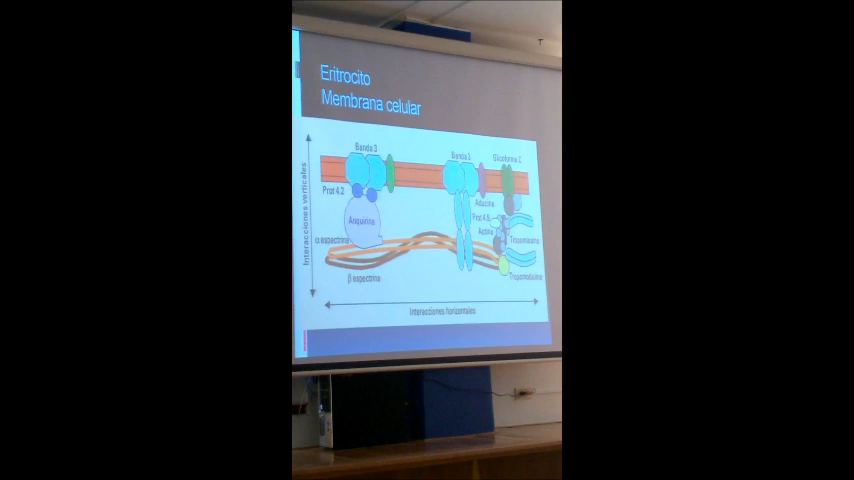 Eritrocito
Membrana celular
Banda 3
Banda 3
Glicoforina C
Prot 4.2
Aducina
Prot 4.9
Anquirina
Actina
α espectrina
Tropomiosina
β espectrina
Tropomodulina
Interacciones verticales
Interacciones horizontales